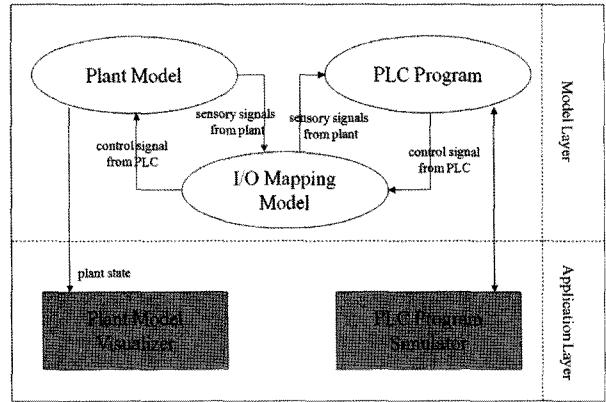 Plant Model
PLC Program
sensory signals
from plant
sensory signals
from plant
control signal
from PLC
control signal
from PLC
I/O Mapping
Model
Model Layer
plant state
Plant Model
Visualizer
PLC Program
Simulator
Application Layer